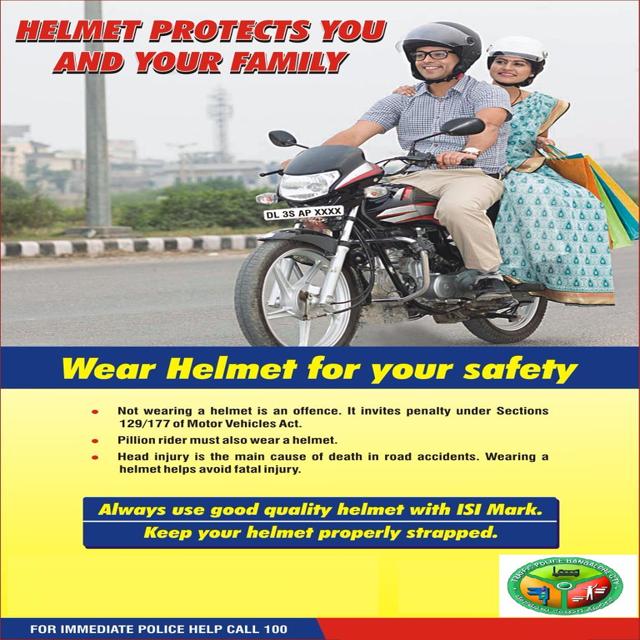 HELMET PROTECTS YOU
AND YOUR FAMILY
DL 3S AP XXXX
Wear Helmet for your safety
• Not wearing a helmet is an offence. It invites penalty under Sections
129/177 of Motor Vehicles Act.
• Pillion rider must also wear a helmet.
• Head injury is the main cause of death in road accidents. Wearing a
helmet helps avoid fatal injury.
Always use good quality helmet with ISI Mark.
Keep your helmet properly strapped.
FOR IMMEDIATE POLICE HELP CALL 100